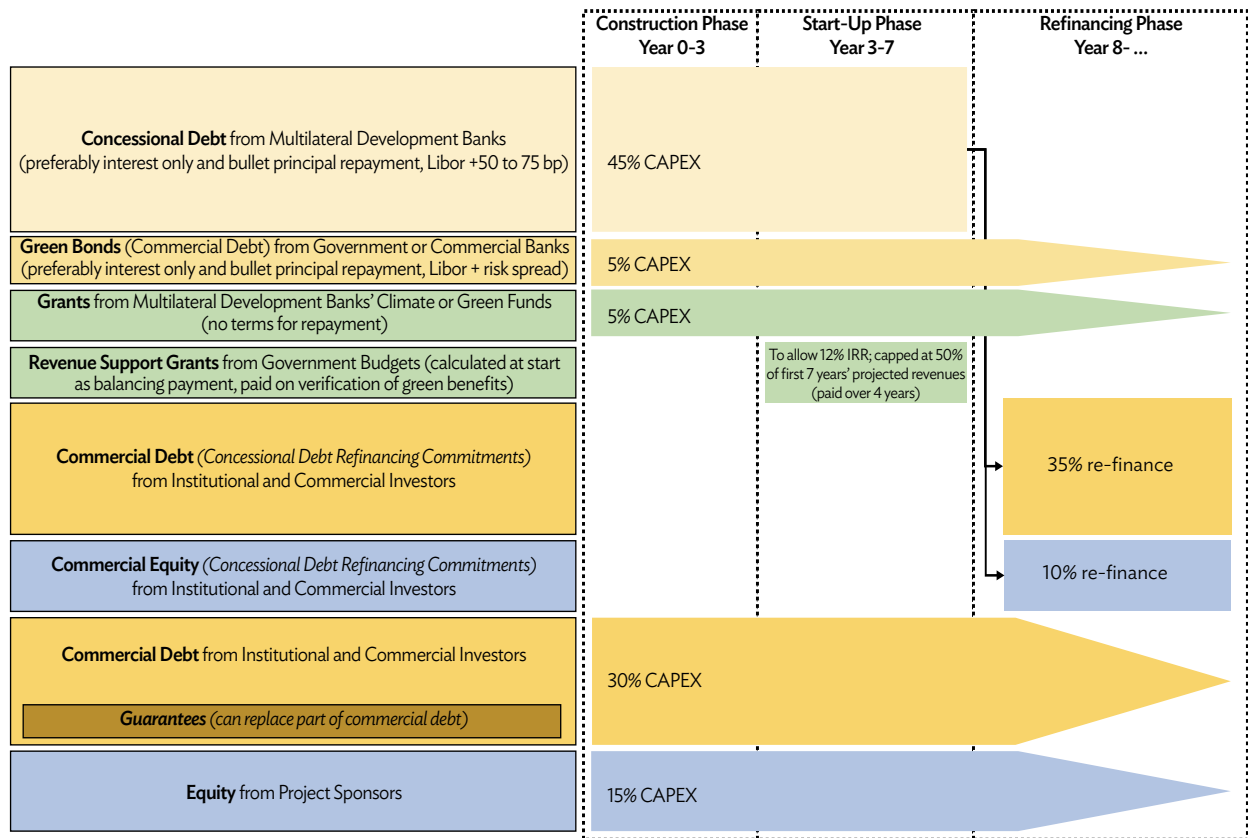 Construction Phase
Year 0-3
Start-Up Phase
Year 3-7
Refinancing Phase
Year 8- ...
Concessional Debt from Multilateral Development Banks
(preferably interest only and bullet principal repayment, Libor +50 to 75 bp)
45% CAPEX
Green Bonds (Commercial Debt) from Government or Commercial Banks
(preferably interest only and bullet principal repayment, Libor + risk spread)
5% CAPEX
Grants from Multilateral Development Banks' Climate or Green Funds
(no terms for repayment)
5% CAPEX
Revenue Support Grants from Government Budgets (calculated at start
as balancing payment, paid on verification of green benefits)
To allow 12% IRR; capped at 50%
of first 7 years' projected revenues
(paid over 4 years)
Commercial Debt (Concessional Debt Refinancing Commitments)
from Institutional and Commercial Investors
35% re-finance
Commercial Equity (Concessional Debt Refinancing Commitments)
from Institutional and Commercial Investors
10% re-finance
Commercial Debt from Institutional and Commercial Investors
30% CAPEX
Guarantees (can replace part of commercial debt)
Equity from Project Sponsors
15% CAPEX